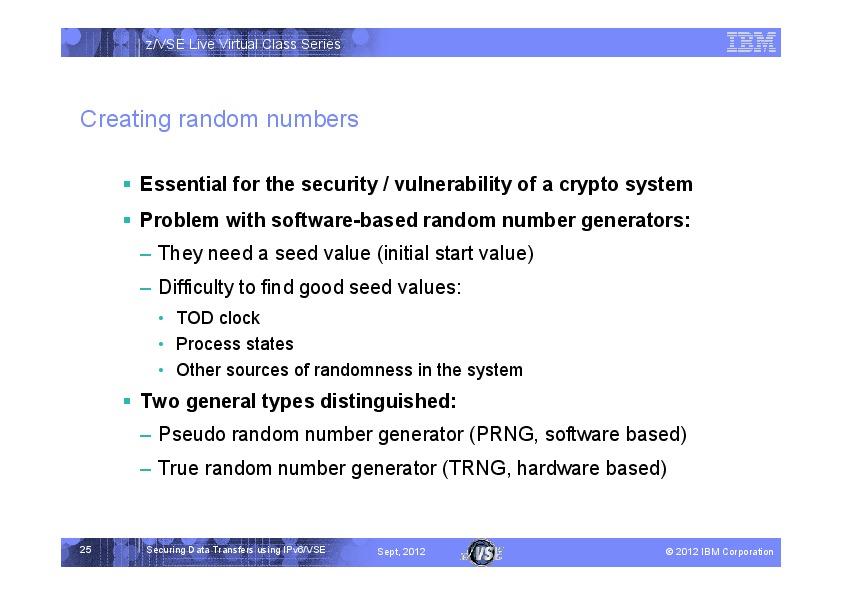 z/VSE Live Virtual Class Series
IBM
Creating random numbers
▪ Essential for the security / vulnerability of a crypto system
▪ Problem with software-based random number generators:
– They need a seed value (initial start value)
– Difficulty to find good seed values:
• TOD clock
• Process states
• Other sources of randomness in the system
▪ Two general types distinguished:
– Pseudo random number generator (PRNG, software based)
– True random number generator (TRNG, hardware based)
25 Securing Data Transfers using IPv6/VSE Sept, 2012 z/VSE © 2012 IBM Corporation